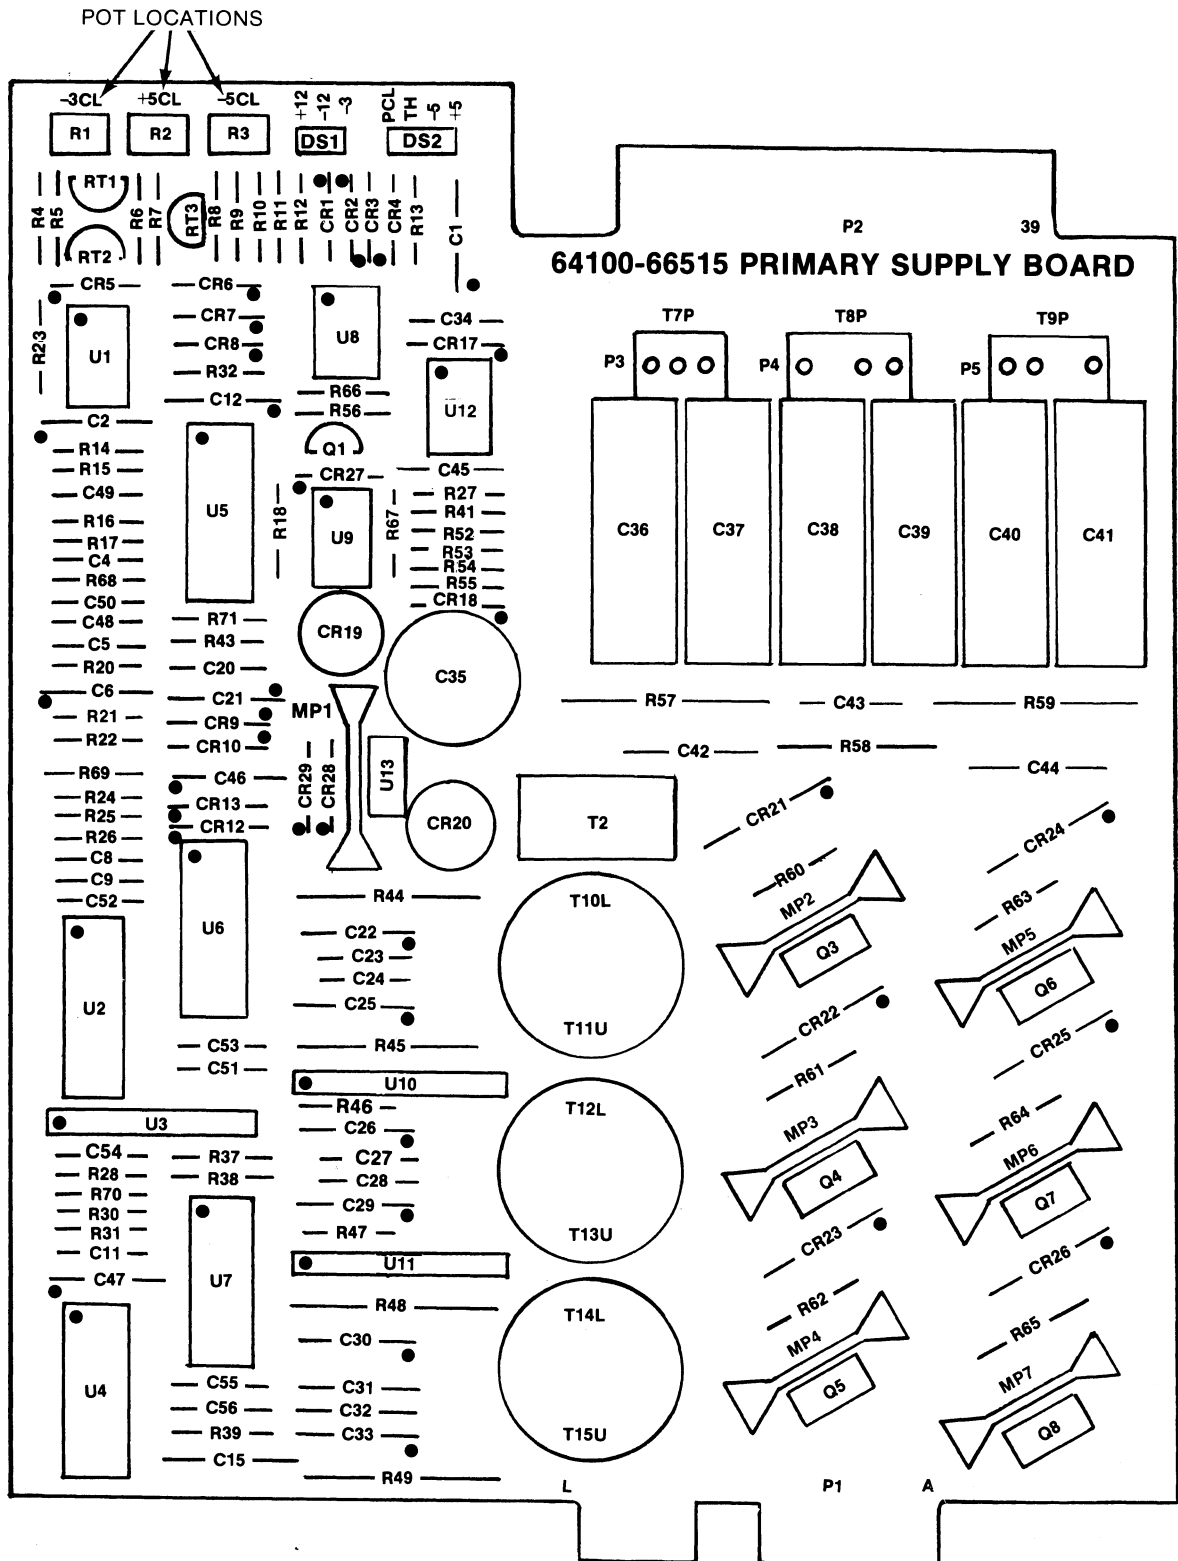 POT LOCATIONS
-3CL +5CL -5CL
R1 R2 R3
+12 -12 -3
DS1
PCL TH -5 +5
DS2
R4 R5 RT1 RT2 R6 R7 RT3 R8 R9 R10 R11 R12 CR1 CR2 CR3 CR4 R13 C1
P2 39
64100-66515 PRIMARY SUPPLY BOARD
CR5
R23
U1
C2
R14
R15
C49
R16
R17
C4
R68
C50
C48
C5
R20
C6
R21
R22
R69
R24
R25
R26
C8
C9
C52
U2
U3
C54
R28
R70
R30
R31
C11
C47
U4
CR6
CR7
CR8
R32
C12
U5
R71
R43
C20
C21
CR9
CR10
C46
CR13
CR12
U6
C53
C51
R37
R38
U7
C55
C56
R39
C15
U8
R66
R56
Q1
CR27
R18
U9
R67
CR19
MP1
CR29
CR28
U13
CR20
R44
C22
C23
C24
C25
R45
U10
R46
C26
C27
C28
C29
R47
U11
R48
C30
C31
C32
C33
R49
C34
CR17
U12
C45
R27
R41
R52
R53
R54
R55
CR18
C35
T7P T8P T9P
P3 P4 P5
C36 C37 C38 C39 C40 C41
R57 C43 R59
C42 R58 C44
T2
T10L
T11U
T12L
T13U
T14L
T15U
CR21
R60
MP2
Q3
CR22
R61
MP3
Q4
CR23
R62
MP4
Q5
CR24
R63
MP5
Q6
CR25
R64
MP6
Q7
CR26
R65
MP7
Q8
L P1 A